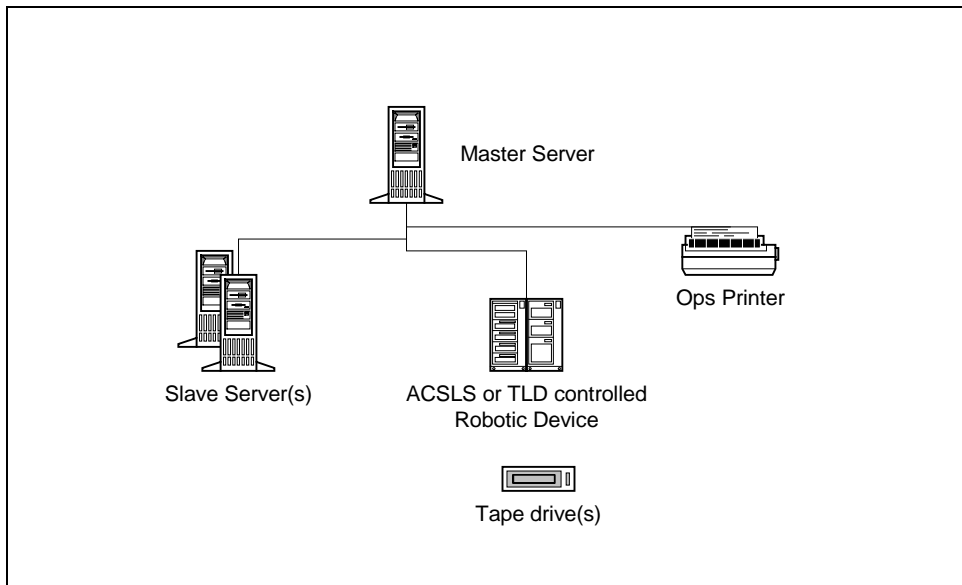 Master Server
Ops Printer
Slave Server(s)
ACSLS or TLD controlled
Robotic Device
Tape drive(s)